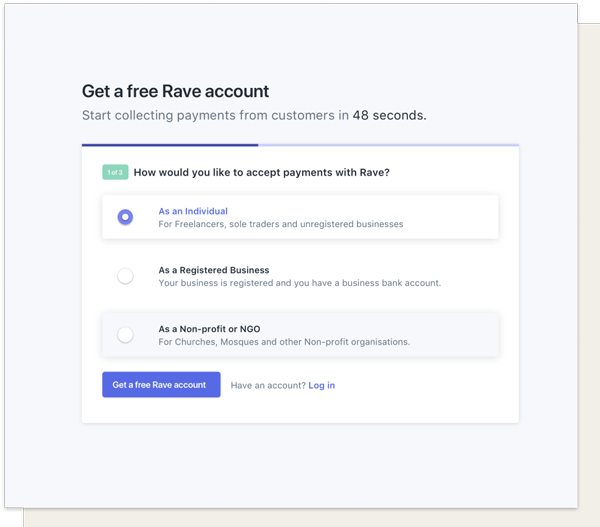 Get a free Rave account
Start collecting payments from customers in 48 seconds.
1 of 3 How would you like to accept payments with Rave?
As an Individual
For Freelancers, sole traders and unregistered businesses
As a Registered Business
Your business is registered and you have a business bank account.
As a Non-profit or NGO
For Churches, Mosques and other Non-profit organisations.
Get a free Rave account Have an account? Log in